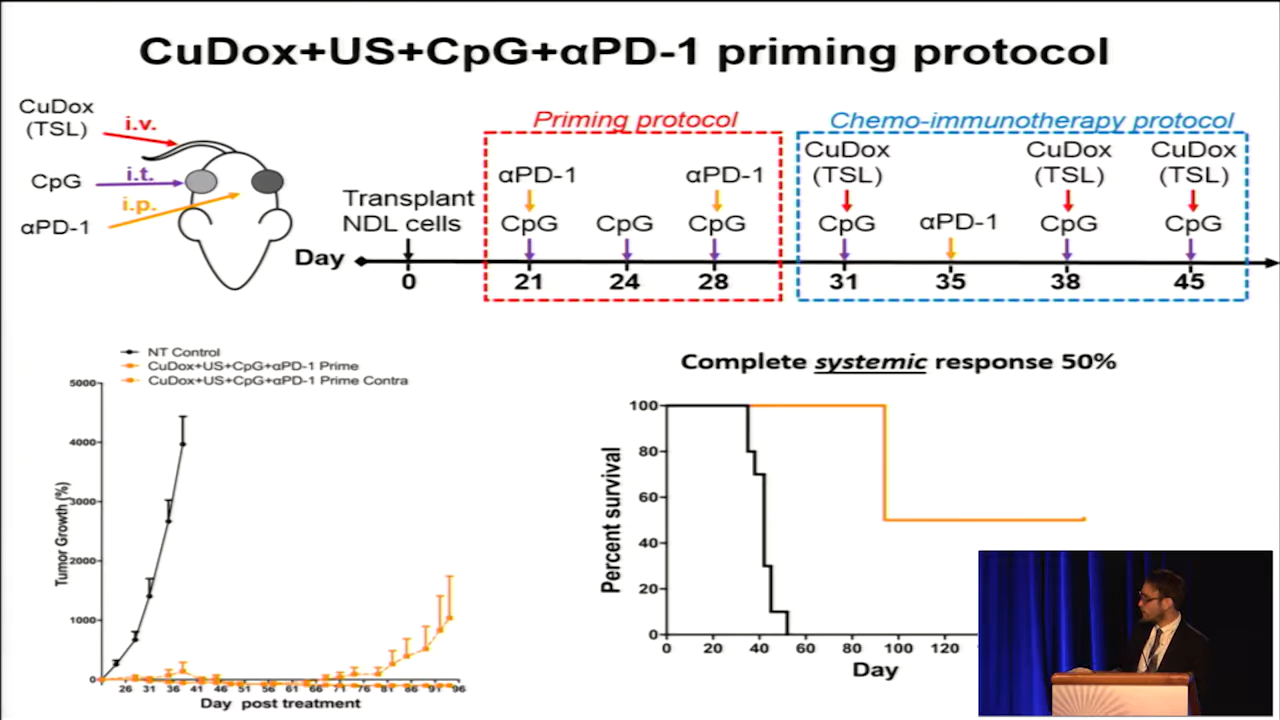 CuDox+US+CpG+αPD-1 priming protocol
CuDox
(TSL)
i.v.
CpG
i.t.
αPD-1
i.p.
Transplant
NDL cells
Priming protocol
αPD-1 αPD-1
CpG CpG CpG
Chemo-immunotherapy protocol
CuDox CuDox CuDox
(TSL) (TSL) (TSL)
CpG αPD-1 CpG CpG
Day
0 21 24 28 31 35 38 45
NT Control
CuDox+US+CpG+αPD-1 Prime
CuDox+US+CpG+αPD-1 Prime Contra
Tumor Growth (%)
5000
4000
3000
2000
1000
0
26 31 36 41 46 51 56 61 66 71 76 81 86 91 96
Day post treatment
Complete systemic response 50%
Percent survival
100
80
60
40
20
0
0 20 40 60 80 100 120
Day